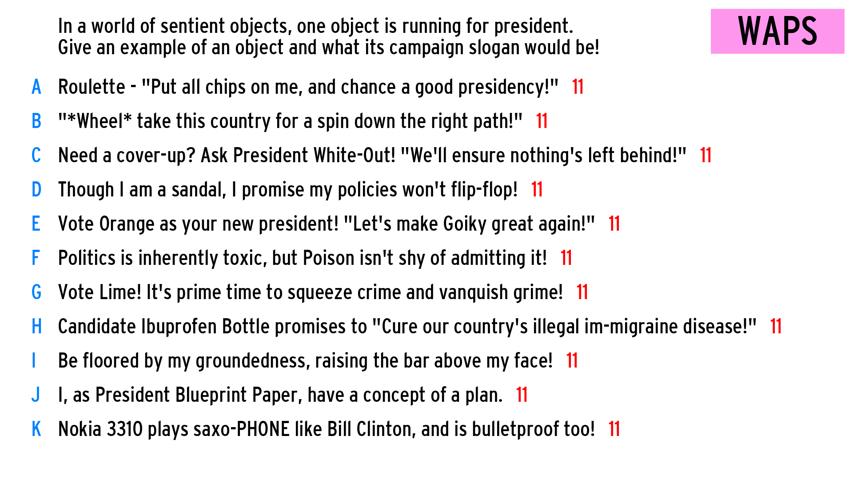 In a world of sentient objects, one object is running for president.
Give an example of an object and what its campaign slogan would be!
WAPS
A Roulette - "Put all chips on me, and chance a good presidency!" 11
B "*Wheel* take this country for a spin down the right path!" 11
C Need a cover-up? Ask President White-Out! "We'll ensure nothing's left behind!" 11
D Though I am a sandal, I promise my policies won't flip-flop! 11
E Vote Orange as your new president! "Let's make Goiky great again!" 11
F Politics is inherently toxic, but Poison isn't shy of admitting it! 11
G Vote Lime! It's prime time to squeeze crime and vanquish grime! 11
H Candidate Ibuprofen Bottle promises to "Cure our country's illegal im-migraine disease!" 11
I Be floored by my groundedness, raising the bar above my face! 11
J I, as President Blueprint Paper, have a concept of a plan. 11
K Nokia 3310 plays saxo-PHONE like Bill Clinton, and is bulletproof too! 11